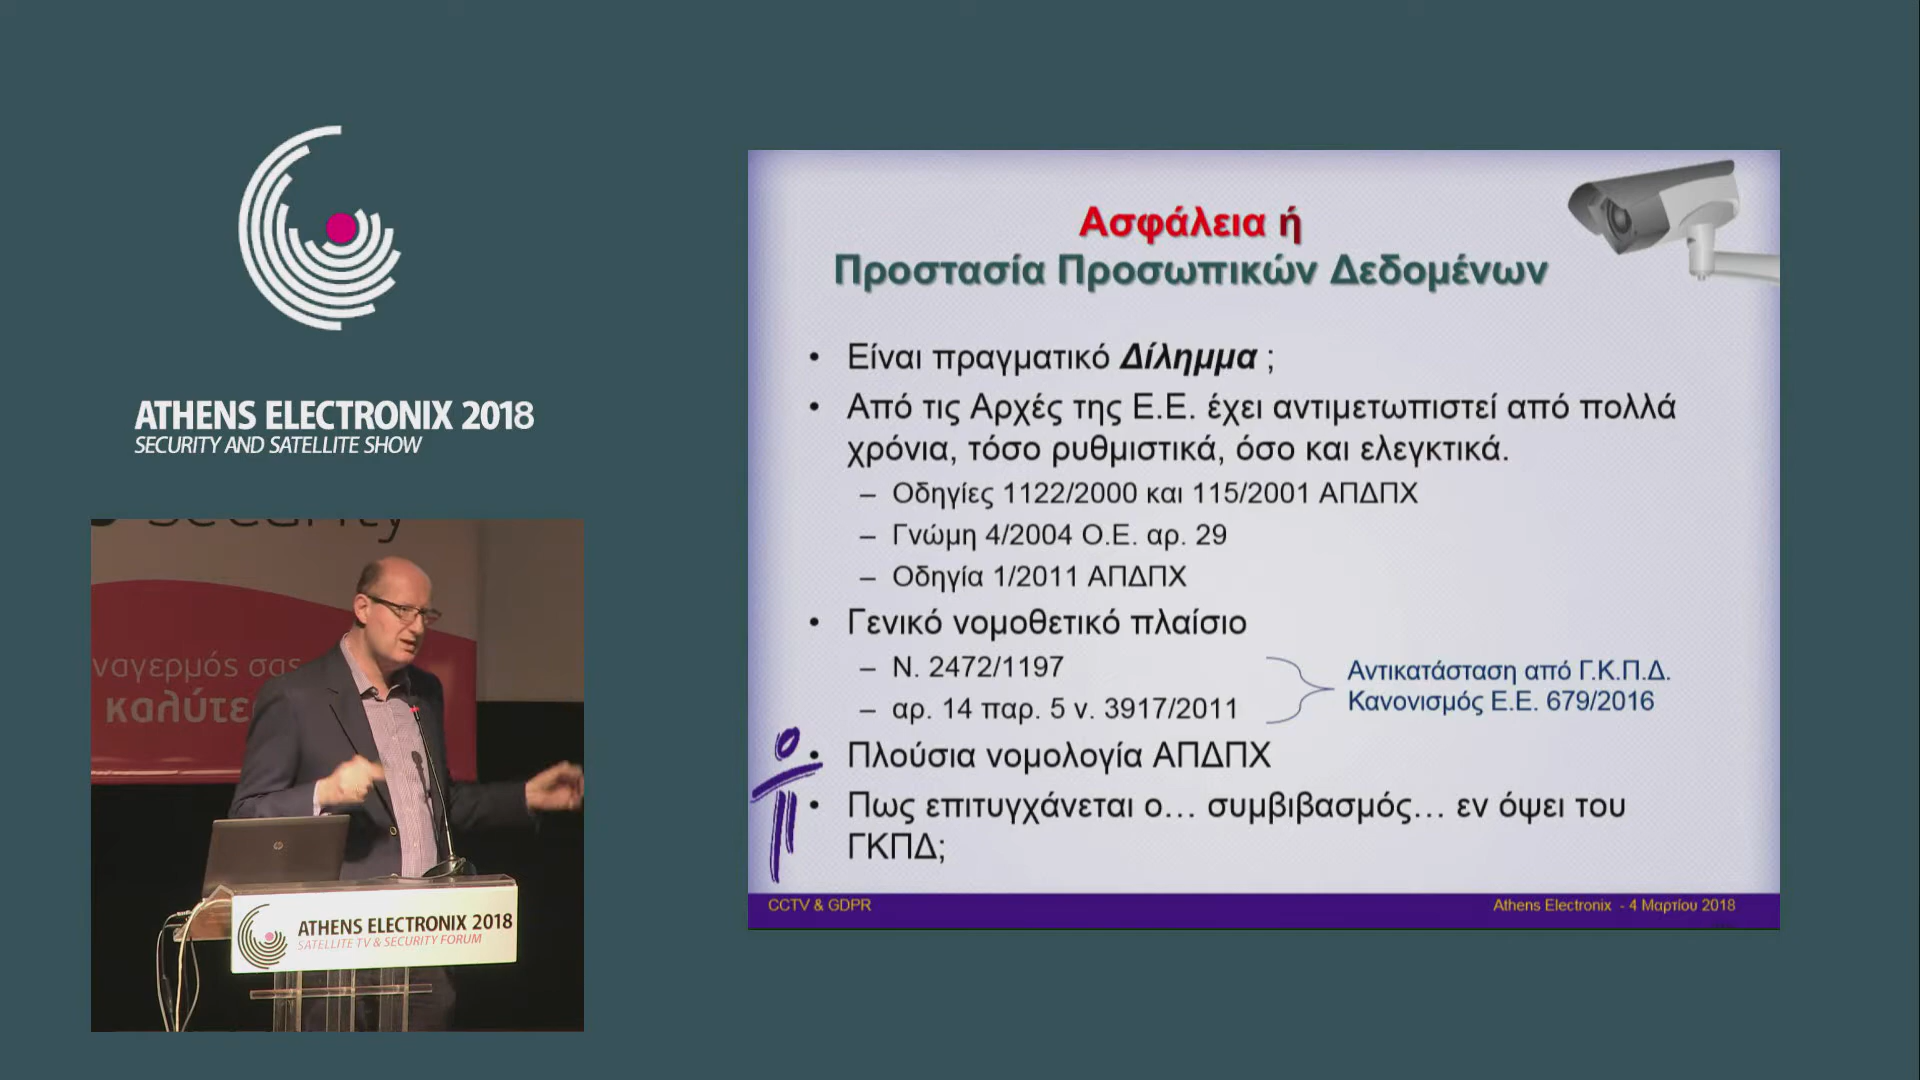 ATHENS ELECTRONIX 2018
SECURITY AND SATELLITE SHOW
security
ναγερμός σας
καλύτε
ATHENS ELECTRONIX 2018
SATELLITE TV & SECURITY FORUM
Ασφάλεια ή
Προστασία Προσωπικών Δεδομένων
• Είναι πραγματικό Δίλημμα ;
• Από τις Αρχές της Ε.Ε. έχει αντιμετωπιστεί από πολλά
χρόνια, τόσο ρυθμιστικά, όσο και ελεγκτικά.
– Οδηγίες 1122/2000 και 115/2001 ΑΠΔΠΧ
– Γνώμη 4/2004 Ο.Ε. αρ. 29
– Οδηγία 1/2011 ΑΠΔΠΧ
• Γενικό νομοθετικό πλαίσιο
– Ν. 2472/1197
– αρ. 14 παρ. 5 ν. 3917/2011
Αντικατάσταση από Γ.Κ.Π.Δ.
Κανονισμός Ε.Ε. 679/2016
• Πλούσια νομολογία ΑΠΔΠΧ
• Πως επιτυγχάνεται ο… συμβιβασμός… εν όψει του
ΓΚΠΔ;
CCTV & GDPR
Athens Electronix - 4 Μαρτίου 2018